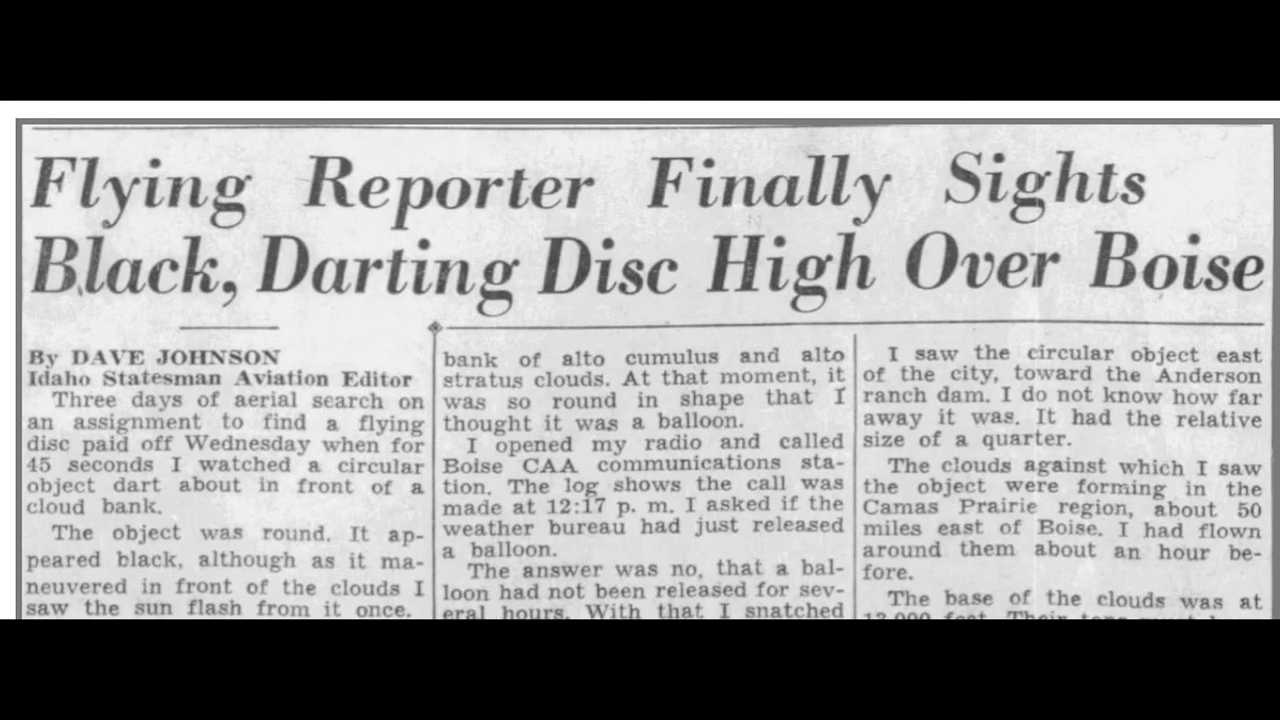 Flying Reporter Finally Sights
Black, Darting Disc High Over Boise
By DAVE JOHNSON
Idaho Statesman Aviation Editor
Three days of aerial search on
an assignment to find a flying
disc paid off Wednesday when for
45 seconds I watched a circular
object dart about in front of a
cloud bank.
The object was round. It ap-
peared black, although as it ma-
neuvered in front of the clouds I
saw the sun flash from it once.
bank of alto cumulus and alto
stratus clouds. At that moment, it
was so round in shape that I
thought it was a balloon.
I opened my radio and called
Boise CAA communications sta-
tion. The log shows the call was
made at 12:17 p. m. I asked if the
weather bureau had just released
a balloon.
The answer was no, that a bal-
loon had not been released for sev-
eral hours. With that I snatched
I saw the circular object east
of the city, toward the Anderson
ranch dam. I do not know how far
away it was. It had the relative
size of a quarter.
The clouds against which I saw
the object were forming in the
Camas Prairie region, about 50
miles east of Boise. I had flown
around them about an hour be-
fore.
The base of the clouds was at